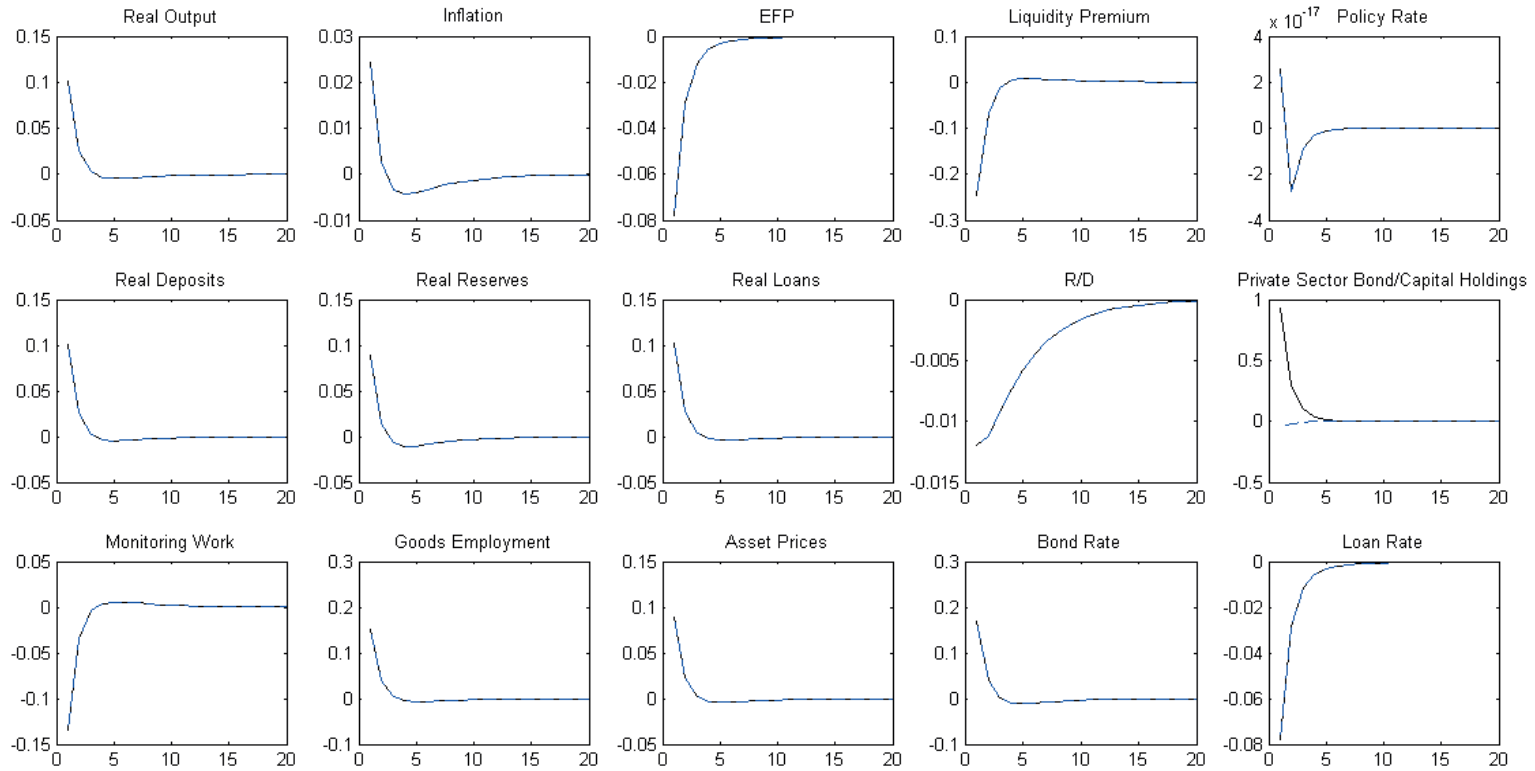 Real Output
0.15
0.1
0.05
0
-0.05
0 5 10 15 20
Inflation
0.03
0.02
0.01
0
-0.01
0 5 10 15 20
EFP
0
-0.02
-0.04
-0.06
-0.08
0 5 10 15 20
Liquidity Premium
0.1
0
-0.1
-0.2
-0.3
0 5 10 15 20
x 10-17 Policy Rate
4
2
0
-2
-4
0 5 10 15 20
Real Deposits
0.15
0.1
0.05
0
-0.05
0 5 10 15 20
Real Reserves
0.15
0.1
0.05
0
-0.05
0 5 10 15 20
Real Loans
0.15
0.1
0.05
0
-0.05
0 5 10 15 20
R/D
0
-0.005
-0.01
-0.015
0 5 10 15 20
Private Sector Bond/Capital Holdings
1
0.5
0
-0.5
0 5 10 15 20
Monitoring Work
0.05
0
-0.05
-0.1
-0.15
0 5 10 15 20
Goods Employment
0.3
0.2
0.1
0
-0.1
0 5 10 15 20
Asset Prices
0.15
0.1
0.05
0
-0.05
0 5 10 15 20
Bond Rate
0.3
0.2
0.1
0
-0.1
0 5 10 15 20
Loan Rate
0
-0.02
-0.04
-0.06
-0.08
0 5 10 15 20